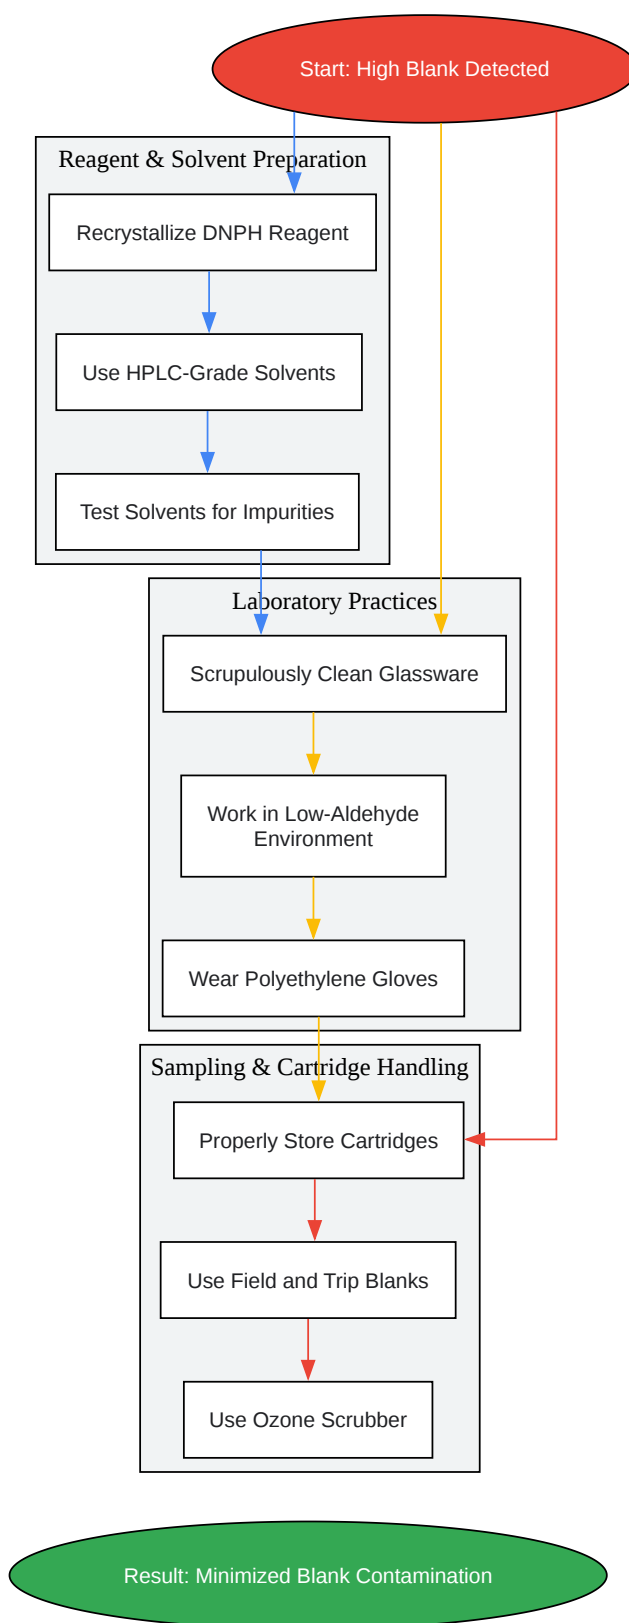 Start: High Blank Detected
Reagent & Solvent Preparation
Recrystallize DNPH Reagent
Use HPLC-Grade Solvents
Test Solvents for Impurities
Laboratory Practices
Scrupulously Clean Glassware
Work in Low-Aldehyde
Environment
Wear Polyethylene Gloves
Sampling & Cartridge Handling
Properly Store Cartridges
Use Field and Trip Blanks
Use Ozone Scrubber
Result: Minimized Blank Contamination